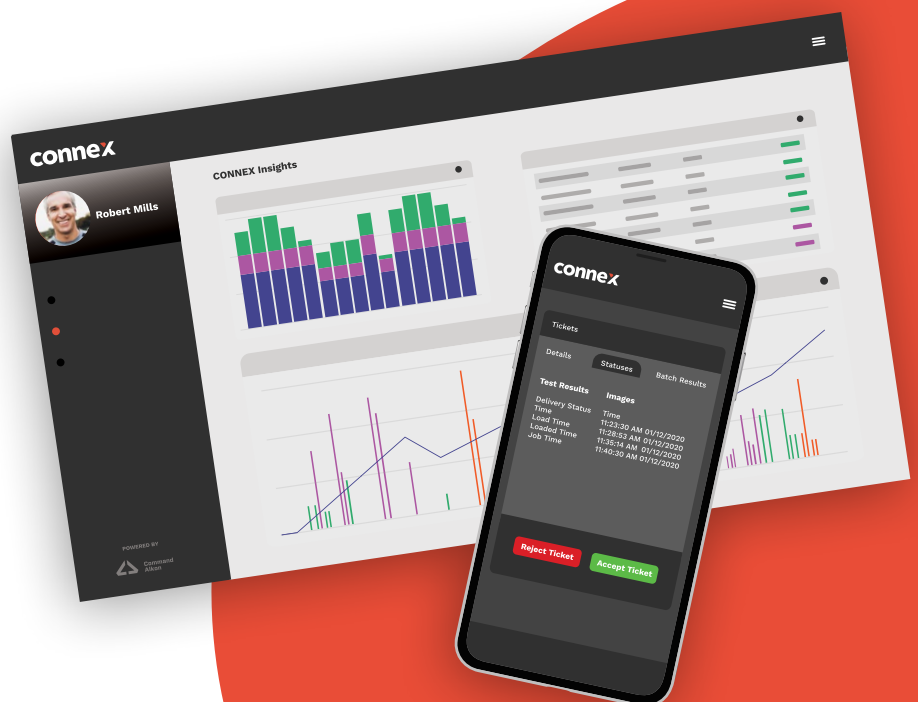 connex
Robert Mills
CONNEX Insights
POWERED BY
Command
Alkon
connex
Tickets
Details
Statuses
Batch Results
Test Results
Images
Delivery Status
Time
Time
11:23:30 AM 01/12/2020
Load Time
11:28:53 AM 01/12/2020
Loaded Time
11:35:14 AM 01/12/2020
Job Time
11:40:30 AM 01/12/2020
Reject Ticket
Accept Ticket